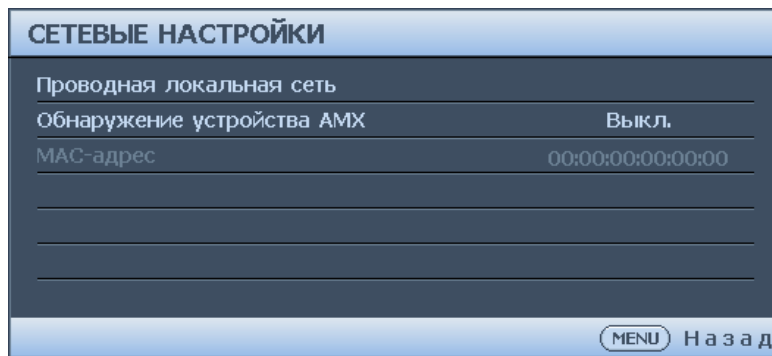 СЕТЕВЫЕ НАСТРОЙКИ
Проводная локальная сеть
Обнаружение устройства AMX Выкл.
MAC-адрес 00:00:00:00:00:00
MENU Назад